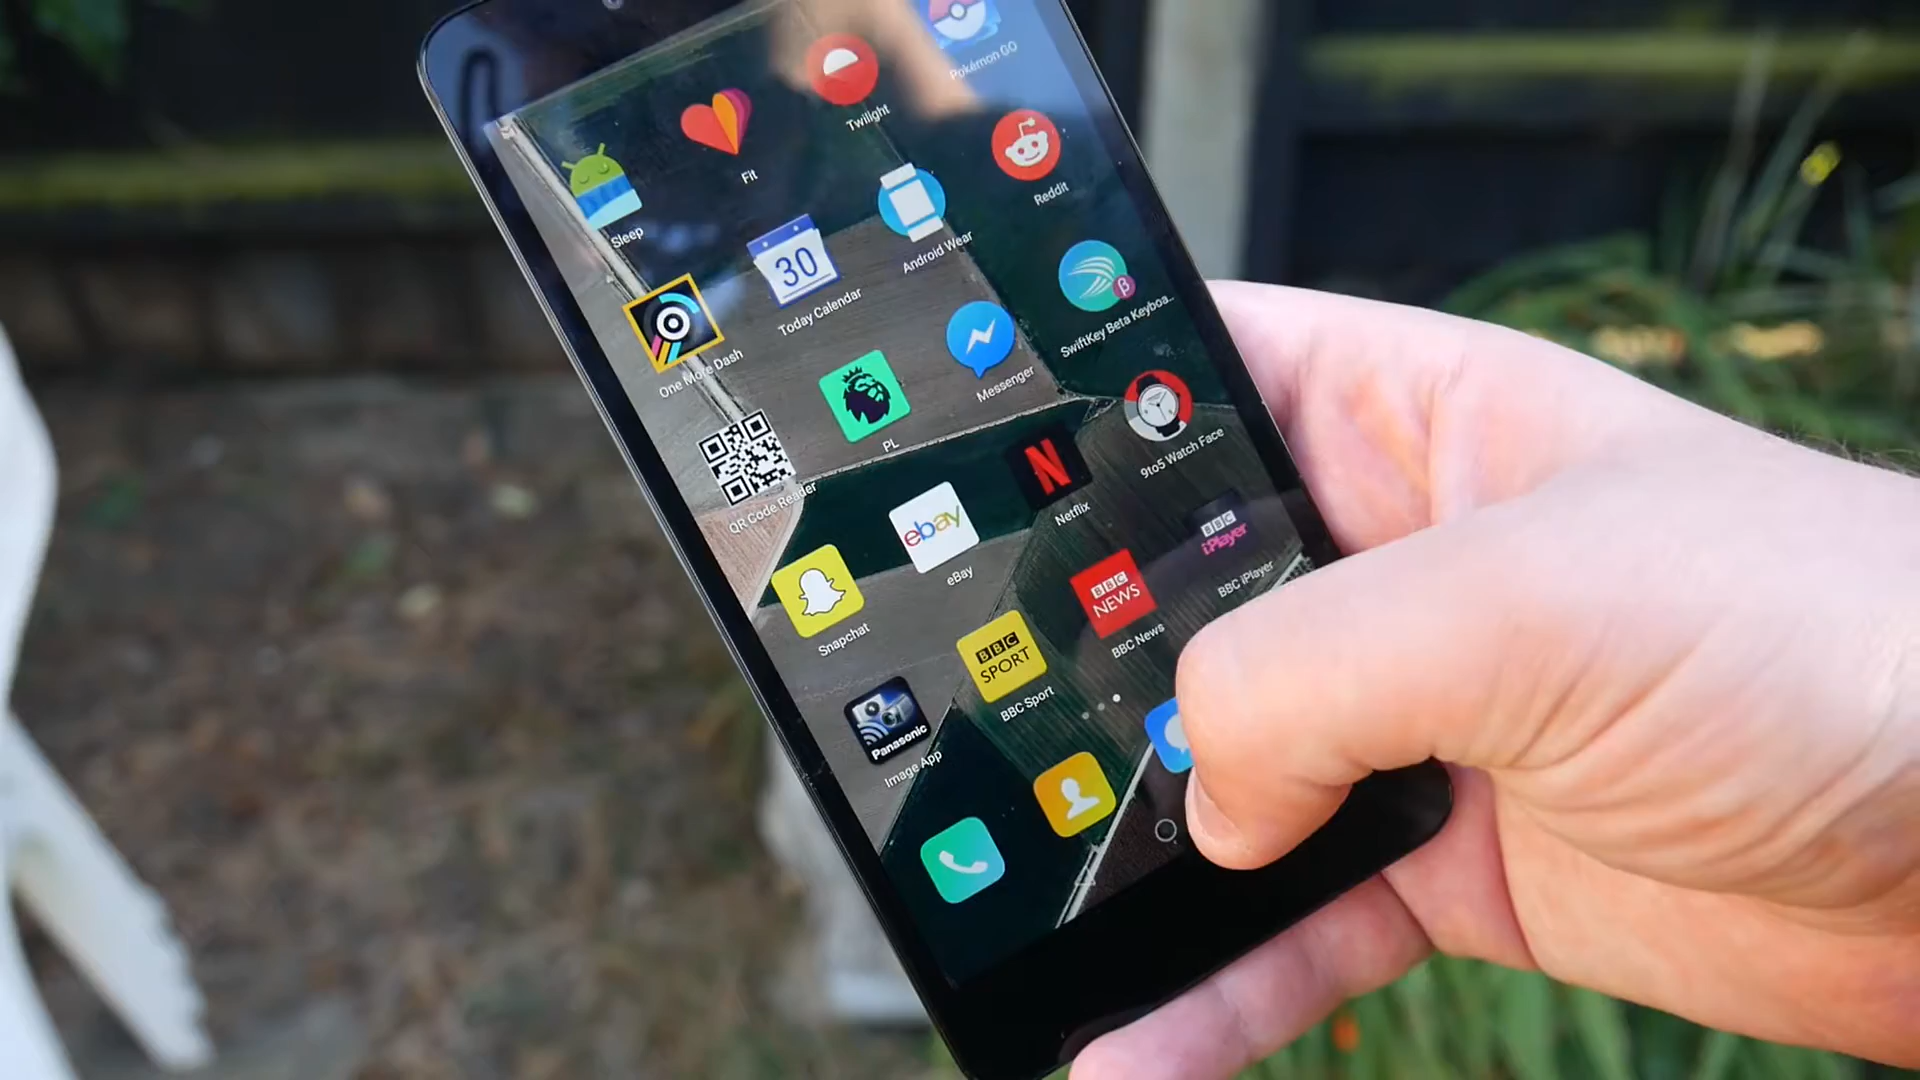 Sleep
Fit
Twilight
Pokémon GO
One More Dash
30
Today Calendar
Android Wear
Reddit
QR Code Reader
PL
Messenger
β
SwiftKey Beta Keyboa..
Snapchat
ebay
eBay
N
Netflix
9to5 Watch Face
Panasonic
Image App
BBC
SPORT
BBC Sport
BBC
NEWS
BBC News
BBC
iPlayer
BBC iPlayer